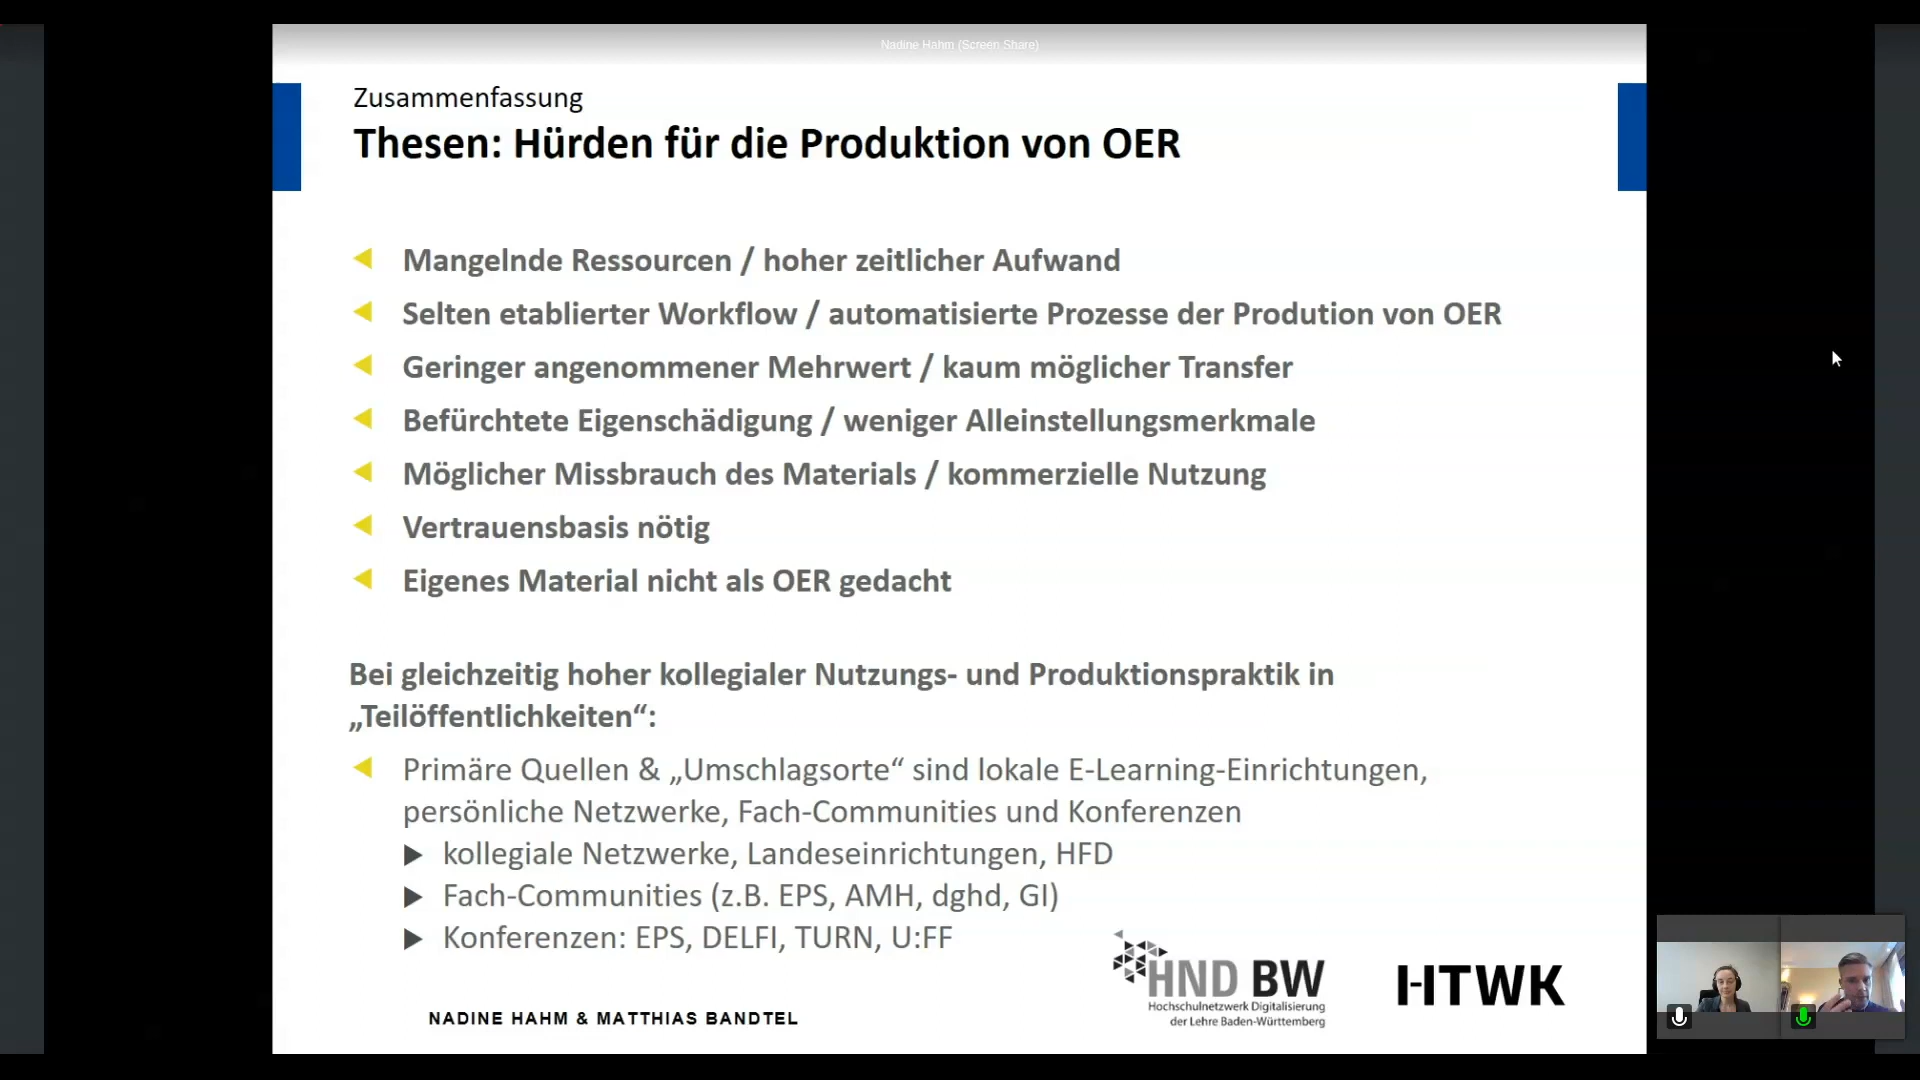 Nadine Hahm (Screen Share)
Zusammenfassung
Thesen: Hürden für die Produktion von OER
Mangelnde Ressourcen / hoher zeitlicher Aufwand
Selten etablierter Workflow / automatisierte Prozesse der Prodution von OER
Geringer angenommener Mehrwert / kaum möglicher Transfer
Befürchtete Eigenschädigung / weniger Alleinstellungsmerkmale
Möglicher Missbrauch des Materials / kommerzielle Nutzung
Vertrauensbasis nötig
Eigenes Material nicht als OER gedacht
Bei gleichzeitig hoher kollegialer Nutzungs- und Produktionspraktik in
„Teilöffentlichkeiten“:
Primäre Quellen & „Umschlagsorte“ sind lokale E-Learning-Einrichtungen,
persönliche Netzwerke, Fach-Communities und Konferenzen
kollegiale Netzwerke, Landeseinrichtungen, HFD
Fach-Communities (z.B. EPS, AMH, dghd, GI)
Konferenzen: EPS, DELFI, TURN, U:FF
HND BW
Hochschulnetzwerk Digitalisierung
der Lehre Baden-Württemberg
HTWK
NADINE HAHM & MATTHIAS BANDTEL